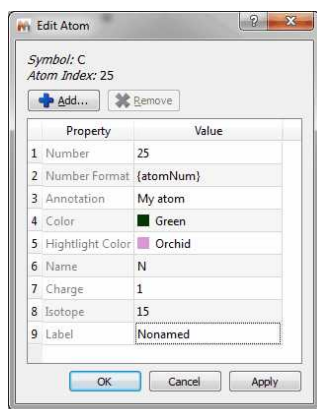 Edit Atom
Symbol: C
Atom Index: 25
Add... Remove
Property Value
1 Number 25
2 Number Format {atomNum}
3 Annotation My atom
4 Color Green
5 Hightlight Color Orchid
6 Name N
7 Charge 1
8 Isotope 15
9 Label Nonamed
OK Cancel Apply